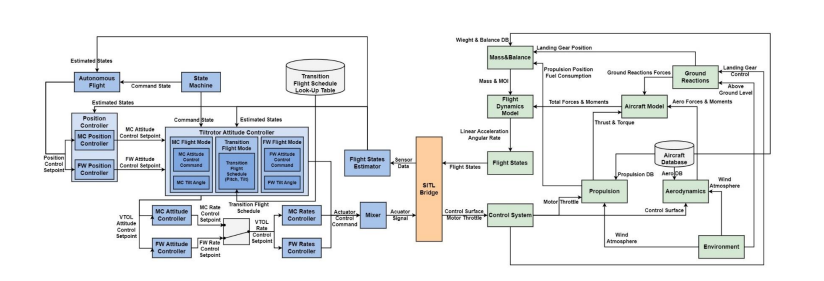 Wieght & Balance DB
Landing Gear Position
Mass&Balance
Landing Gear
Control
Estimated States
Autonomous
Flight
State
Machine
Command State
Transition
Flight Schedule
Look-Up Table
Propulsion Position
Fuel Consumption
Ground
Reactions
Ground Reactions Forces
Above
Ground Level
Mass & MOI
Estimated States
Position
Controller
MC Position
Controller
FW Position
Controller
Position
Control
Setpoint
MC Attitude
Control Setpoint
FW Attitude
Control Setpoint
Command State
Estimated States
Tiltrotor Attitude Controller
MC Flight Mode
MC Attitude
Control
Command
MC Tilt Angle
Transition
Flight Mode
Transition
Flight
Schedule
(Pitch, Tilt)
FW Flight Mode
FW Attitude
Control
Command
FW Tilt Angle
Flight
Dynamics
Model
Total Forces & Moments
Aircraft Model
Aero Forces & Moments
Thrust & Torque
Linear Acceleration
Angular Rate
Flight States
Estimator
Sensor
Data
SITL
Bridge
Flight States
Flight States
Aircraft
Database
Propulsion DB
Aero DB
Wind
Atmosphere
Propulsion
Aerodynamics
Motor Throttle
Control Surface
Transition Flight
Schedule
VTOL
Attitude
Control
Setpoint
MC Attitude
Controller
MC Rate
Control
Setpoint
FW Attitude
Controller
FW Rate
Control
Setpoint
VTOL
Rate
Control
Setpoint
MC Rates
Controller
FW Rates
Controller
Actuator
Control
Command
Mixer
Acuator
Signal
Control Surface
Motor Throttle
Control System
Wind
Atmosphere
Environment